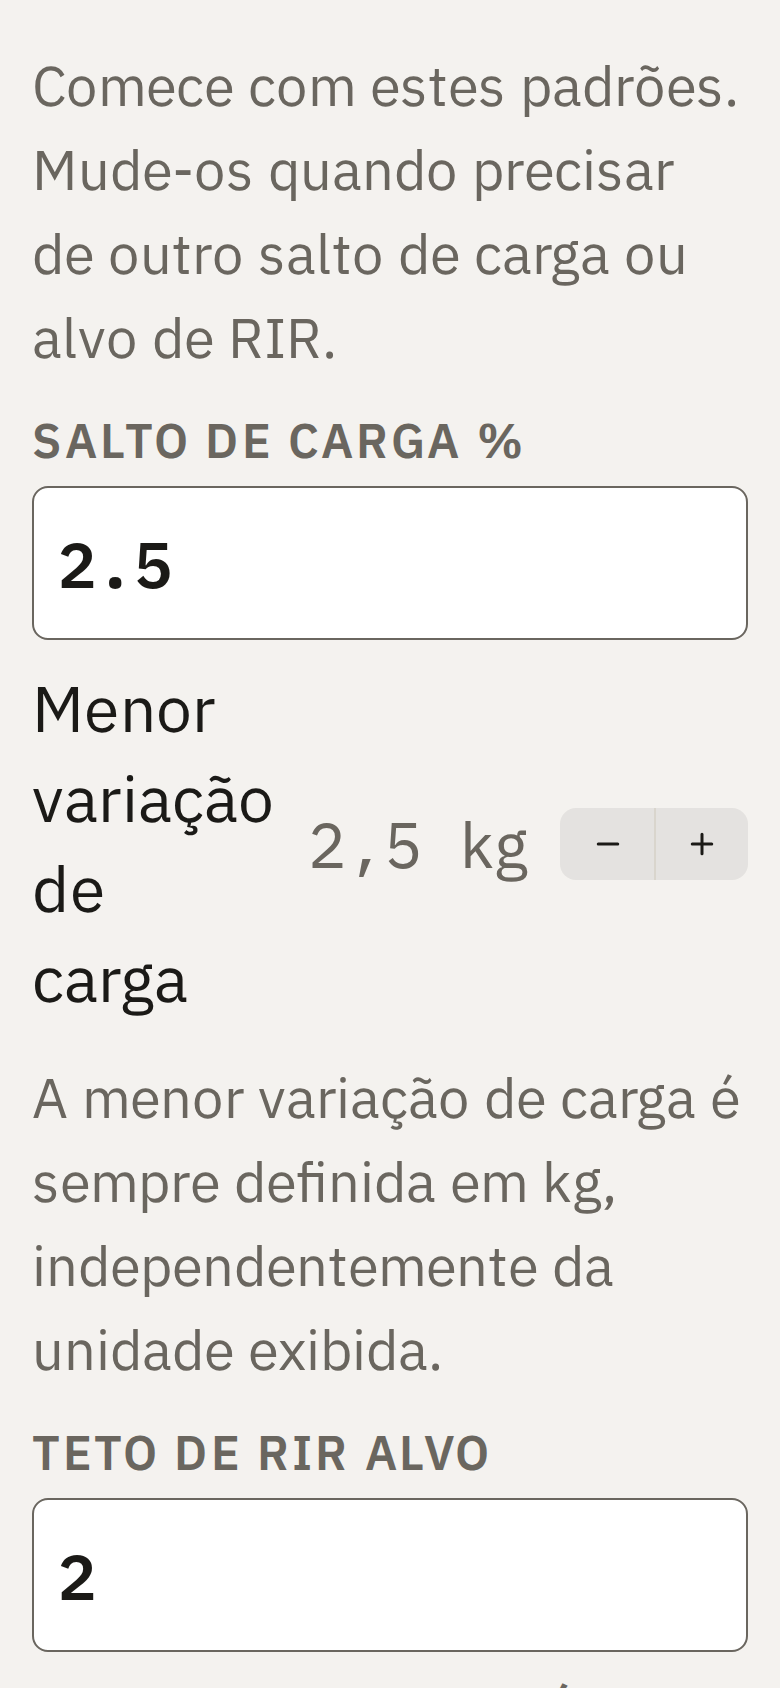 Comece com estes padrões.
Mude-os quando precisar
de outro salto de carga ou
alvo de RIR.
SALTO DE CARGA %
2.5
Menor
variação
de
carga
2,5 kg
− +
A menor variação de carga é
sempre definida em kg,
independentemente da
unidade exibida.
TETO DE RIR ALVO
2